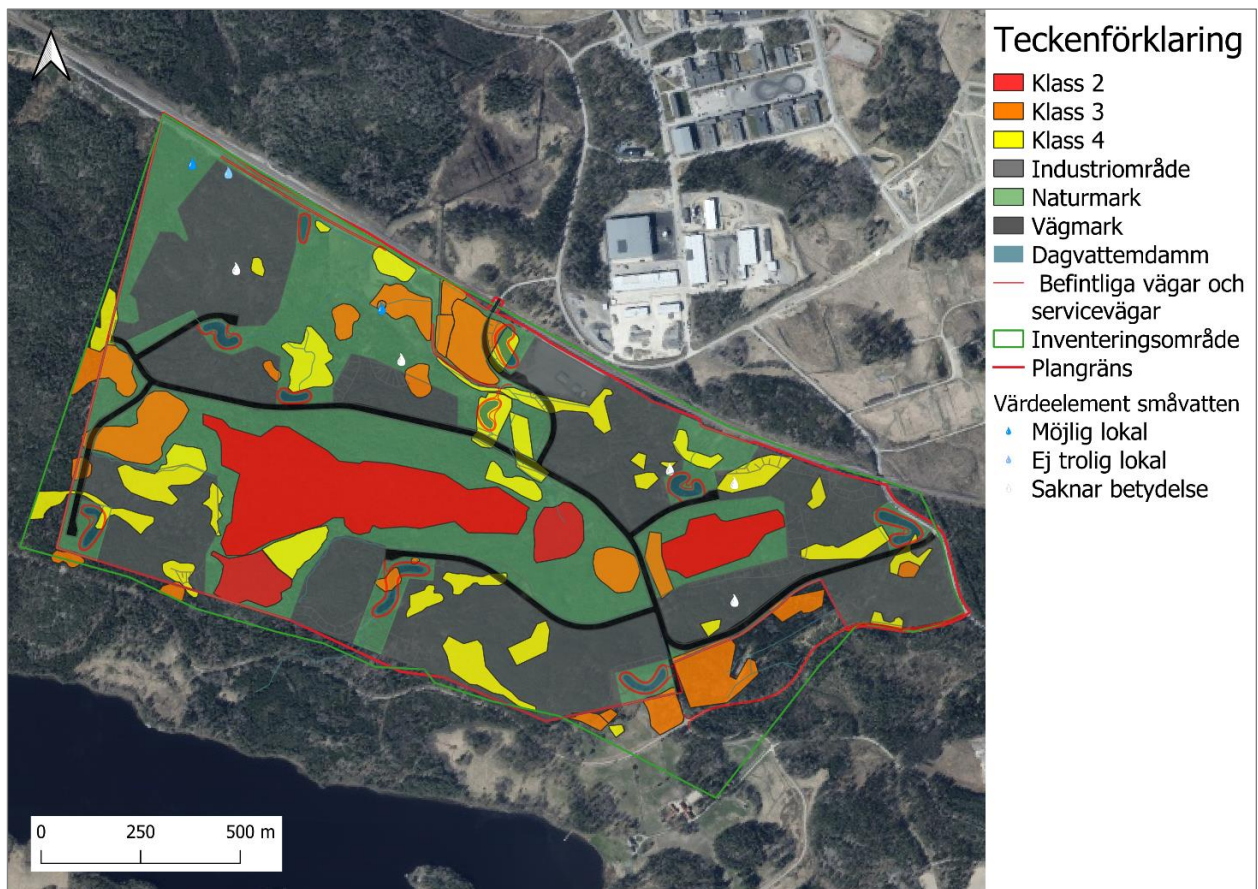 Teckenförklaring
Klass 2
Klass 3
Klass 4
Industriområde
Naturmark
Vägmark
Dagvattemdamm
Befintliga vägar och
servicevägar
Inventeringsområde
Plangräns
Värdeelement småvatten
Möjlig lokal
Ej trolig lokal
Saknar betydelse
0 250 500 m